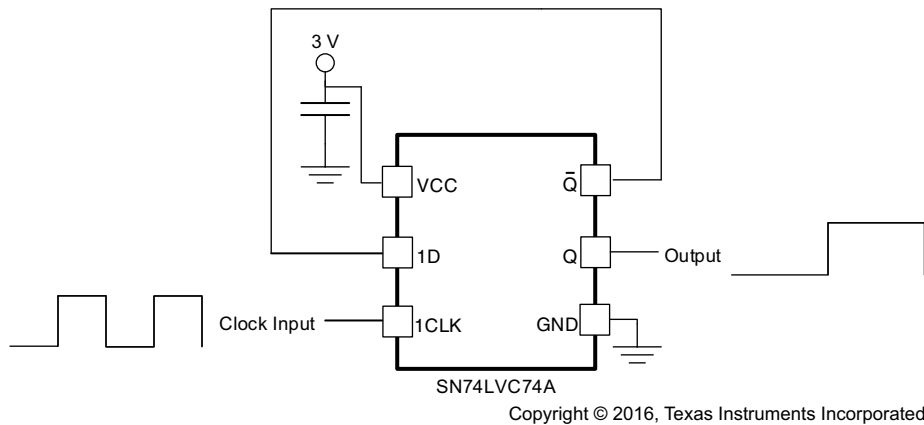 3 V
VCC
Q̅
1D
Q
Output
Clock Input
1CLK
GND
SN74LVC74A
Copyright © 2016, Texas Instruments Incorporated